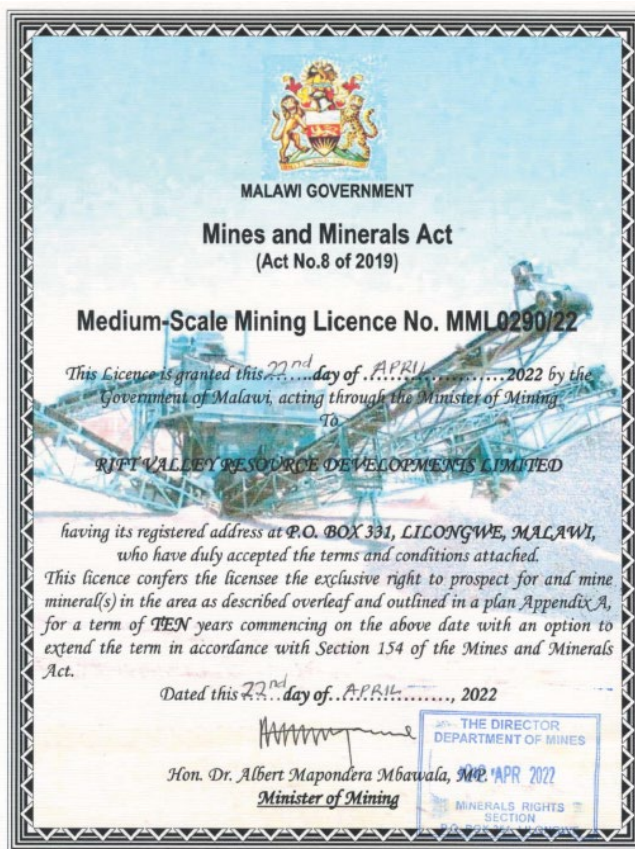 MALAWI GOVERNMENT
Mines and Minerals Act
(Act No.8 of 2019)
Medium-Scale Mining Licence No. MML0290/22
This Licence is granted this 22nd day of APRIL 2022 by the
Government of Malawi, acting through the Minister of Mining
To
RIFT VALLEY RESOURCE DEVELOPMENTS LIMITED
having its registered address at P.O. BOX 331, LILONGWE, MALAWI,
who have duly accepted the terms and conditions attached.
This licence confers the licensee the exclusive right to prospect for and mine
mineral(s) in the area as described overleaf and outlined in a plan Appendix A,
for a term of TEN years commencing on the above date with an option to
extend the term in accordance with Section 154 of the Mines and Minerals
Act.
Dated this 22nd day of APRIL, 2022
Hon. Dr. Albert Mapondera Mbawala, MP.
Minister of Mining
THE DIRECTOR
DEPARTMENT OF MINES
APR 2022
MINERALS RIGHTS
SECTION
P.O. BOX LILONGWE